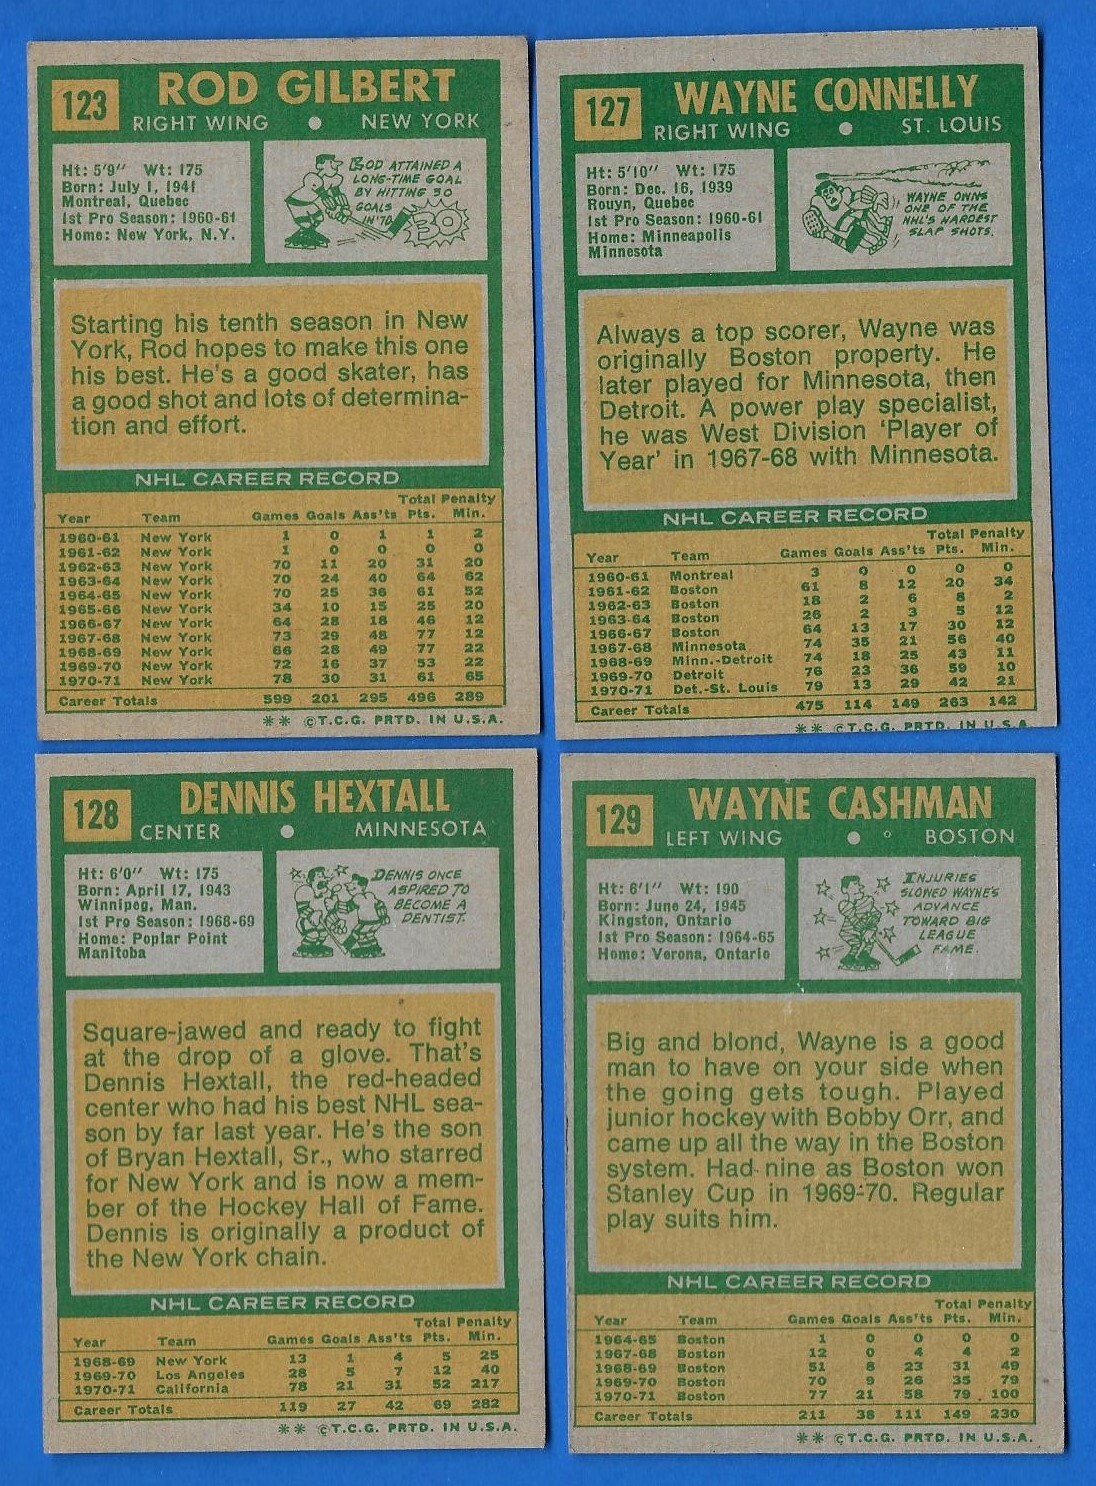 123
ROD GILBERT
RIGHT WING ● NEW YORK
Ht: 5'9" Wt: 175
Born: July 1, 1941
Montreal, Quebec
1st Pro Season: 1960-61
Home: New York, N.Y.
ROD ATTAINED A
LONG-TIME GOAL
BY HITTING 30
GOALS
IN '70
30
Starting his tenth season in New
York, Rod hopes to make this one
his best. He's a good skater, has
a good shot and lots of determina-
tion and effort.
NHL CAREER RECORD
Total Penalty
Year Team Games Goals Ass'ts Pts. Min.
1960-61 New York 1 0 1 1 2
1961-62 New York 1 0 0 0 0
1962-63 New York 70 11 20 31 20
1963-64 New York 70 24 40 64 62
1964-65 New York 70 25 36 61 52
1965-66 New York 34 10 15 25 20
1966-67 New York 64 28 18 46 12
1967-68 New York 73 29 48 77 12
1968-69 New York 66 28 49 77 22
1969-70 New York 72 16 37 53 22
1970-71 New York 78 30 31 61 65
Career Totals 599 201 295 496 289
** ©T.C.G. PRTD. IN U.S.A.
127
WAYNE CONNELLY
RIGHT WING ● ST. LOUIS
Ht: 5'10" Wt: 175
Born: Dec. 16, 1939
Rouyn, Quebec
1st Pro Season: 1960-61
Home: Minneapolis
Minnesota
WAYNE OWNS
ONE OF THE
NHL'S HARDEST
SLAP SHOTS.
Always a top scorer, Wayne was
originally Boston property. He
later played for Minnesota, then
Detroit. A power play specialist,
he was West Division 'Player of
Year' in 1967-68 with Minnesota.
NHL CAREER RECORD
Total Penalty
Year Team Games Goals Ass'ts Pts. Min.
1960-61 Montreal 3 0 0 0 0
1961-62 Boston 61 8 12 20 34
1962-63 Boston 18 2 6 8 2
1963-64 Boston 26 2 3 5 12
1966-67 Boston 64 13 17 30 12
1967-68 Minnesota 74 35 21 56 40
1968-69 Minn.-Detroit 74 18 25 43 11
1969-70 Detroit 76 23 36 59 10
1970-71 Det.-St. Louis 79 13 29 42 21
Career Totals 475 114 149 263 142
** ©T.C.G. PRTD. IN U.S.A.
128
DENNIS HEXTALL
CENTER ● MINNESOTA
Ht: 6'0" Wt: 175
Born: April 17, 1943
Winnipeg, Man.
1st Pro Season: 1968-69
Home: Poplar Point
Manitoba
DENNIS ONCE
ASPIRED TO
BECOME A
DENTIST.
Square-jawed and ready to fight
at the drop of a glove. That's
Dennis Hextall, the red-headed
center who had his best NHL sea-
son by far last year. He's the son
of Bryan Hextall, Sr., who starred
for New York and is now a mem-
ber of the Hockey Hall of Fame.
Dennis is originally a product of
the New York chain.
NHL CAREER RECORD
Total Penalty
Year Team Games Goals Ass'ts Pts. Min.
1968-69 New York 13 1 4 5 25
1969-70 Los Angeles 28 5 7 12 40
1970-71 California 78 21 31 52 217
Career Totals 119 27 42 69 282
** ©T.C.G. PRTD. IN U.S.A.
129
WAYNE CASHMAN
LEFT WING ● BOSTON
Ht: 6'1" Wt: 190
Born: June 24, 1945
Kingston, Ontario
1st Pro Season: 1964-65
Home: Verona, Ontario
INJURIES
SLOWED WAYNE'S
ADVANCE
TOWARD BIG
LEAGUE
FAME.
Big and blond, Wayne is a good
man to have on your side when
the going gets tough. Played
junior hockey with Bobby Orr, and
came up all the way in the Boston
system. Had nine as Boston won
Stanley Cup in 1969-70. Regular
play suits him.
NHL CAREER RECORD
Total Penalty
Year Team Games Goals Ass'ts Pts. Min.
1964-65 Boston 1 0 0 0 0
1967-68 Boston 12 0 4 4 2
1968-69 Boston 51 8 23 31 49
1969-70 Boston 70 9 26 35 79
1970-71 Boston 77 21 58 79 100
Career Totals 211 38 111 149 230
** ©T.C.G. PRTD. IN U.S.A.